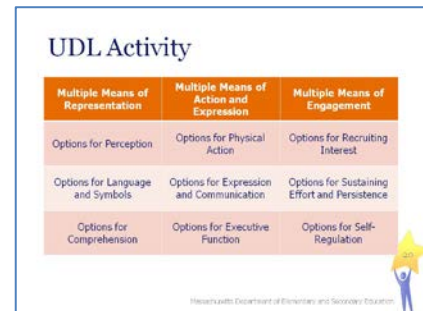 UDL Activity
Multiple Means of
Representation
Multiple Means of
Action and
Expression
Multiple Means of
Engagement
Options for Perception
Options for Physical
Action
Options for Recruiting
Interest
Options for Language
and Symbols
Options for Expression
and Communication
Options for Sustaining
Effort and Persistence
Options for
Comprehension
Options for Executive
Function
Options for Self-
Regulation
Massachusetts Department of Elementary and Secondary Education